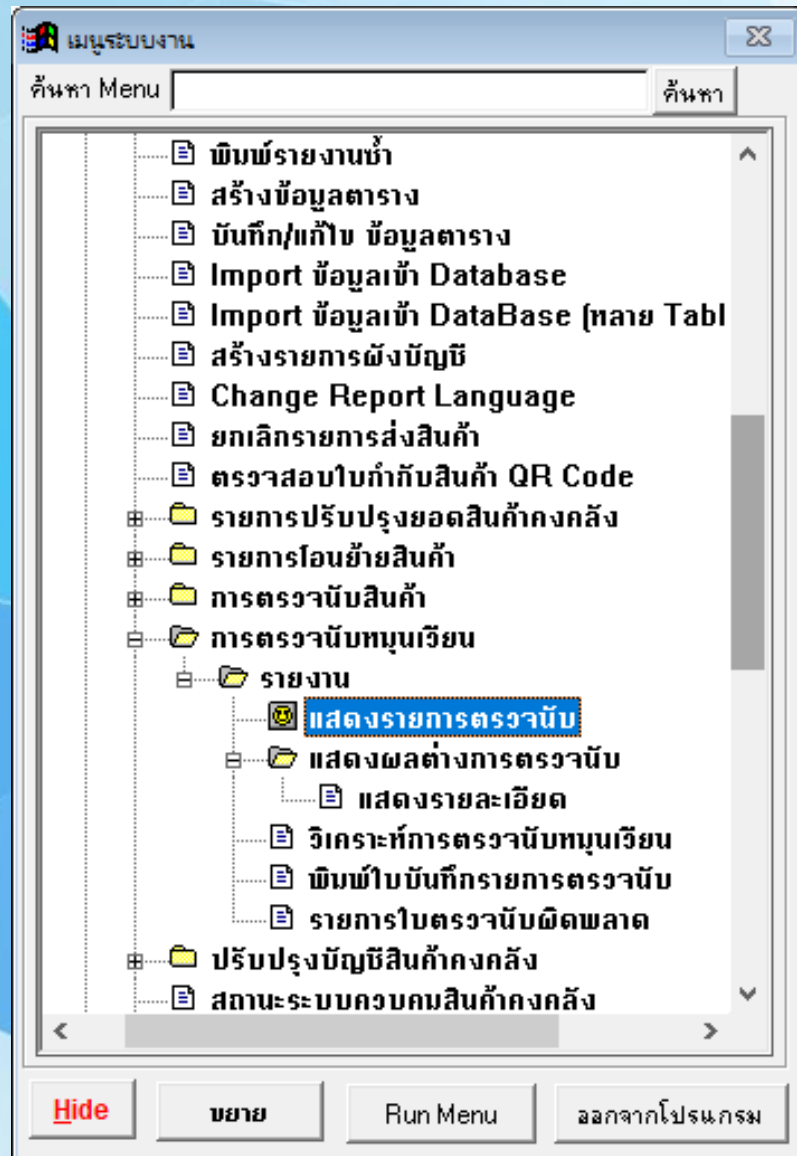 เมนูระบบงาน
ค้นหา Menu ค้นหา
พิมพ์รายงานซ้ำ
สร้างข้อมูลตาราง
บันทึก/แก้ไข ข้อมูลตาราง
Import ข้อมูลเข้า Database
Import ข้อมูลเข้า DataBase (หลาย Tabl
สร้างรายการผังบัญชี
Change Report Language
ยกเลิกรายการส่งสินค้า
ตรวจสอบใบกำกับสินค้า QR Code
รายการปรับปรุงยอดสินค้าคงคลัง
รายการโอนย้ายสินค้า
การตรวจนับสินค้า
การตรวจนับหมุนเวียน
รายงาน
แสดงรายการตรวจนับ
แสดงผลต่างการตรวจนับ
แสดงรายละเอียด
วิเคราะห์การตรวจนับหมุนเวียน
พิมพ์ใบบันทึกรายการตรวจนับ
รายการใบตรวจนับผิดพลาด
ปรับปรุงบัญชีสินค้าคงคลัง
สถานะระบบควบคุมสินค้าคงคลัง
Hide ขยาย Run Menu ออกจากโปรแกรม